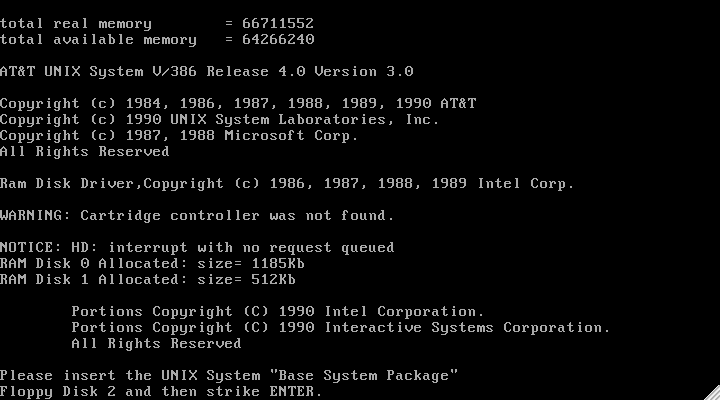 total real memory        = 66711552
total available memory   = 64266240
AT&T UNIX System V/386 Release 4.0 Version 3.0
Copyright (c) 1984, 1986, 1987, 1988, 1989, 1990 AT&T
Copyright (c) 1990 UNIX System Laboratories, Inc.
Copyright (c) 1987, 1988 Microsoft Corp.
All Rights Reserved
Ram Disk Driver,Copyright (c) 1986, 1987, 1988, 1989 Intel Corp.
WARNING: Cartridge controller was not found.
NOTICE: HD: interrupt with no request queued
RAM Disk 0 Allocated: size= 1185Kb
RAM Disk 1 Allocated: size= 512Kb
Portions Copyright (C) 1990 Intel Corporation.
Portions Copyright (C) 1990 Interactive Systems Corporation.
All Rights Reserved
Please insert the UNIX System "Base System Package"
Floppy Disk 2 and then strike ENTER.